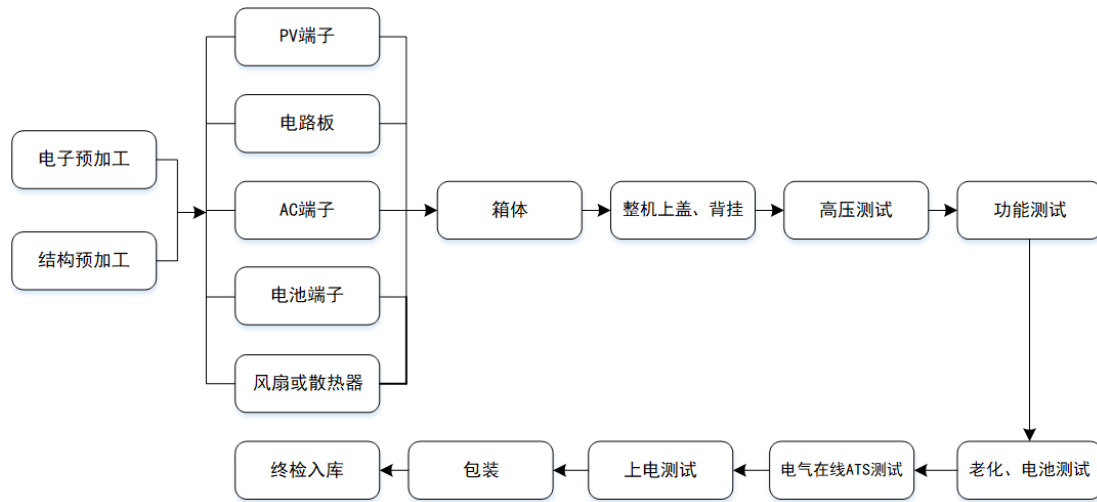 电子预加工
结构预加工
PV端子
电路板
AC端子
电池端子
风扇或散热器
箱体
整机上盖、背挂
高压测试
功能测试
老化、电池测试
电气在线ATS测试
上电测试
包装
终检入库